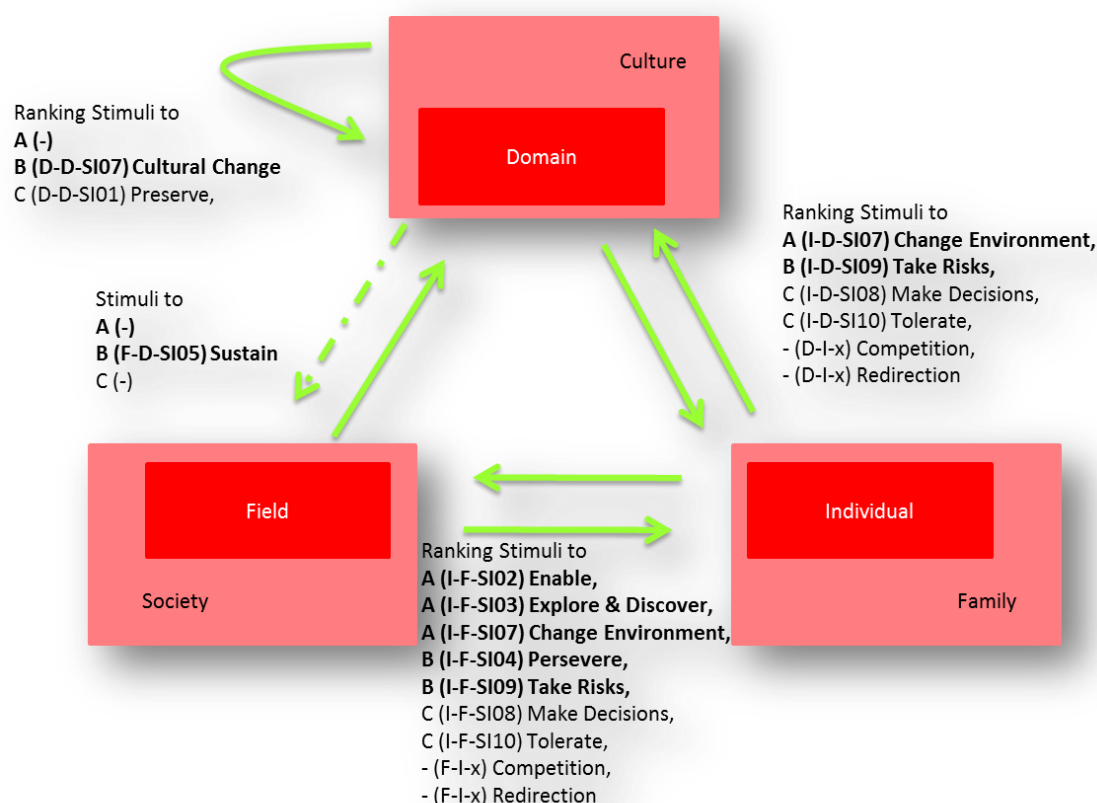 Culture
Domain
Ranking Stimuli to
A (-)
B (D-D-SI07) Cultural Change
C (D-D-SI01) Preserve,
Stimuli to
A (-)
B (F-D-SI05) Sustain
C (-)
Ranking Stimuli to
A (I-D-SI07) Change Environment,
B (I-D-SI09) Take Risks,
C (I-D-SI08) Make Decisions,
C (I-D-SI10) Tolerate,
- (D-I-x) Competition,
- (D-I-x) Redirection
Field
Society
Individual
Family
Ranking Stimuli to
A (I-F-SI02) Enable,
A (I-F-SI03) Explore & Discover,
A (I-F-SI07) Change Environment,
B (I-F-SI04) Persevere,
B (I-F-SI09) Take Risks,
C (I-F-SI08) Make Decisions,
C (I-F-SI10) Tolerate,
- (F-I-x) Competition,
- (F-I-x) Redirection